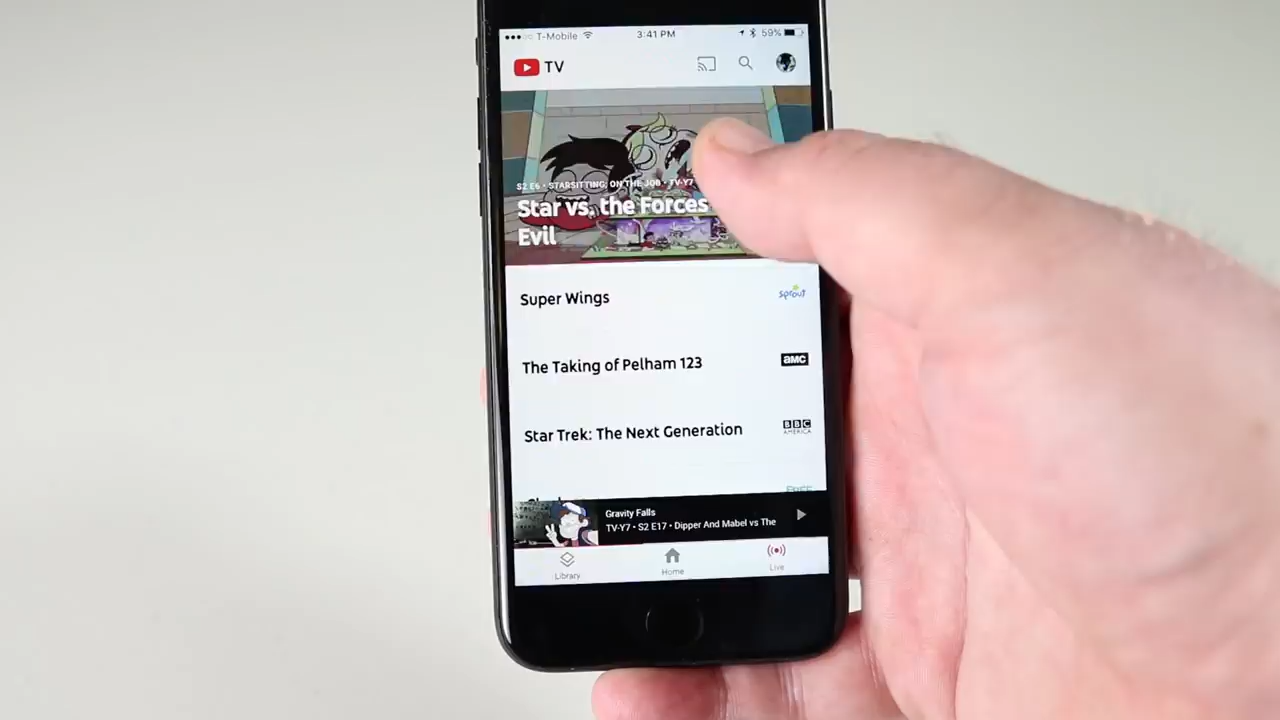 T-Mobile
3:41 PM
59%
TV
S2 E6 • STARSITTING; ON THE JOB • TV-Y7
Star vs. the Forces
Evil
Super Wings
sprout
The Taking of Pelham 123
aMC
Star Trek: The Next Generation
BBC
AMERICA
FREE
Gravity Falls
TV-Y7 • S2 E17 • Dipper And Mabel vs The
Library
Home
Live